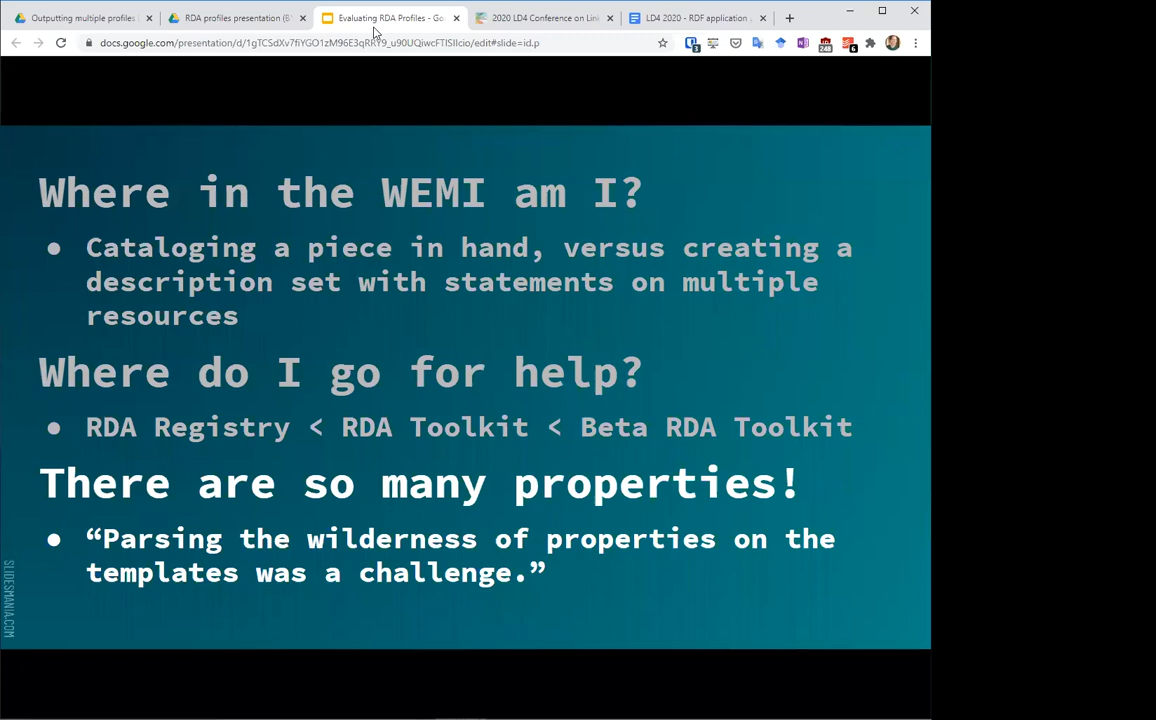 Outputting multiple profiles
RDA profiles presentation (B
Evaluating RDA Profiles - Go
2020 LD4 Conference on Lin
LD4 2020 - RDF application
248
6
Where in the WEMI am I?
● Cataloging a piece in hand, versus creating a
description set with statements on multiple
resources
Where do I go for help?
● RDA Registry < RDA Toolkit < Beta RDA Toolkit
There are so many properties!
● “Parsing the wilderness of properties on the
templates was a challenge.”
SLIDESMANIA.COM